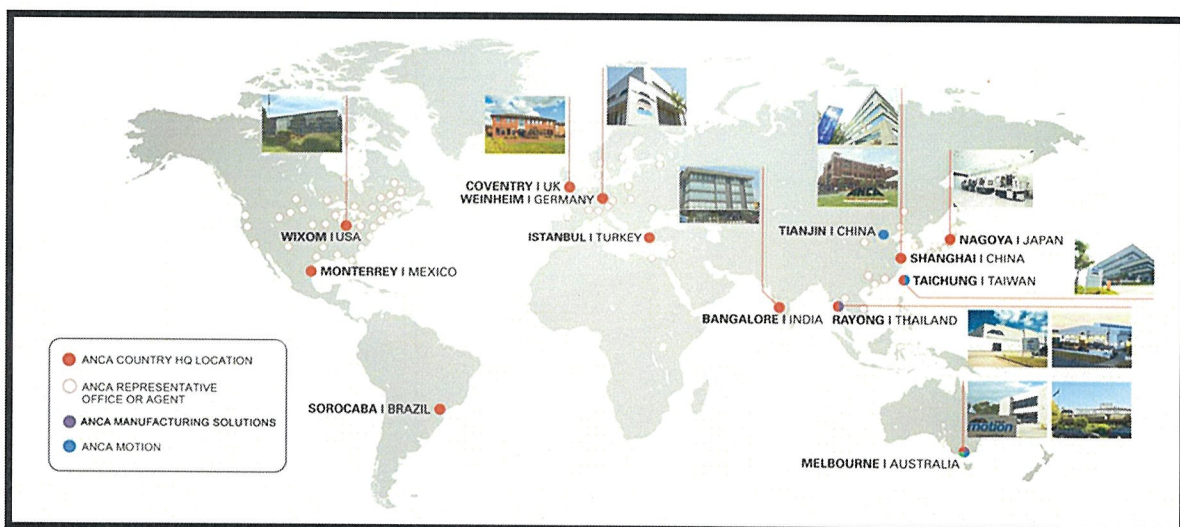 COVENTRY I UK
WEINHEIM I GERMANY
WIXOM I USA
ISTANBUL I TURKEY
TIANJIN I CHINA
NAGOYA I JAPAN
SHANGHAI I CHINA
MONTERREY I MEXICO
TAICHUNG I TAIWAN
BANGALORE I INDIA
RAYONG I THAILAND
ANCA COUNTRY HQ LOCATION
ANCA REPRESENTATIVE
OFFICE OR AGENT
ANCA MANUFACTURING SOLUTIONS
ANCA MOTION
SOROCABA I BRAZIL
MELBOURNE I AUSTRALIA
ANCA
motion